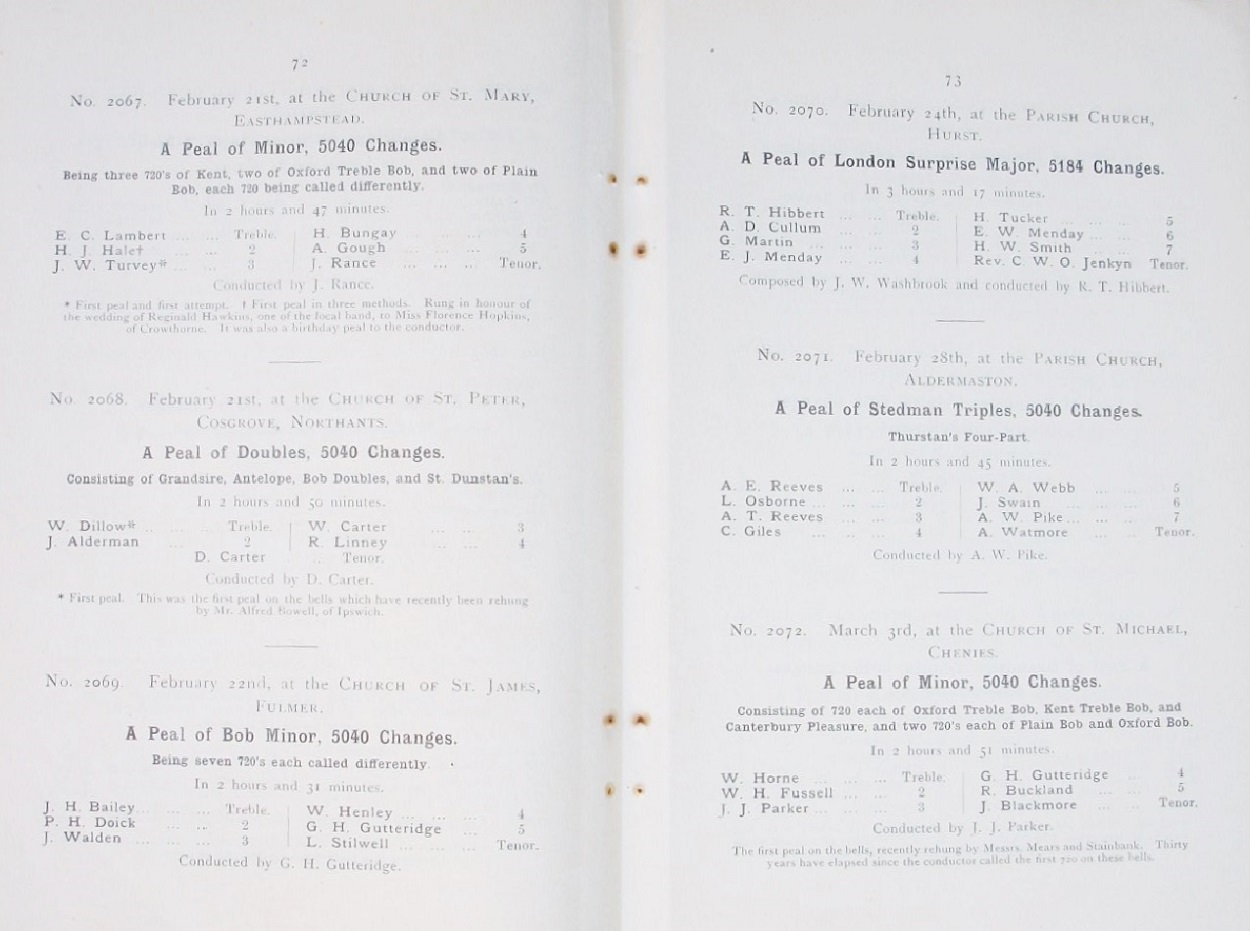 72
No. 2067. February 21st, at the Church of St. Mary,
Easthampstead.
A Peal of Minor, 5040 Changes.
Being three 720's of Kent, two of Oxford Treble Bob, and two of Plain
Bob, each 720 being called differently.
In 2 hours and 47 minutes.
E. C. Lambert ... ... Treble. H. Bungay ... ... 4
H. J. Hale† ... ... 2 A. Gough ... ... 5
J. W. Turvey* ... ... 3 J. Rance ... ... ... Tenor.
Conducted by J. Rance.
* First peal and first attempt. † First peal in three methods. Rung in honour of
the wedding of Reginald Hawkins, one of the local band, to Miss Florence Hopkins,
of Crowthorne. It was also a birthday peal to the conductor.
No. 2068. February 21st, at the Church of St. Peter,
Cosgrove, Northants.
A Peal of Doubles, 5040 Changes.
Consisting of Grandsire, Antelope, Bob Doubles, and St. Dunstan's.
In 2 hours and 50 minutes.
W. Dillow* ... ... Treble. W. Carter ... ... 3
J. Alderman ... 2 R. Linney ... ... 4
D. Carter ... Tenor.
Conducted by D. Carter.
* First peal. This was the first peal on the bells which have recently been rehung
by Mr. Alfred Bowell, of Ipswich.
No. 2069. February 22nd, at the Church of St. James,
Fulmer.
A Peal of Bob Minor, 5040 Changes.
Being seven 720's each called differently.
In 2 hours and 31 minutes.
J. H. Bailey ... ... Treble. W. Henley ... ... 4
P. H. Doick ... ... 2 G. H. Gutteridge ... 5
J. Walden ... ... 3 L. Stilwell ... ... ... Tenor.
Conducted by G. H. Gutteridge.
73
No. 2070. February 24th, at the Parish Church,
Hurst.
A Peal of London Surprise Major, 5184 Changes.
In 3 hours and 17 minutes.
R. T. Hibbert ... ... Treble. H. Tucker ... ... 5
A. D. Cullum ... ... 2 E. W. Menday ... ... 6
G. Martin ... ... 3 H. W. Smith ... ... 7
E. J. Menday ... ... 4 Rev. C. W. O. Jenkyn Tenor.
Composed by J. W. Washbrook and conducted by R. T. Hibbert.
No. 2071. February 28th, at the Parish Church,
Aldermaston.
A Peal of Stedman Triples, 5040 Changes.
Thurstan's Four-Part.
In 2 hours and 45 minutes.
A. E. Reeves ... ... Treble. W. A. Webb ... ... 5
L. Osborne ... ... 2 J. Swain ... ... 6
A. T. Reeves ... ... 3 A. W. Pike ... ... 7
C. Giles ... ... 4 A. Watmore ... ... Tenor.
Conducted by A. W. Pike.
No. 2072. March 3rd, at the Church of St. Michael,
Chenies.
A Peal of Minor, 5040 Changes.
Consisting of 720 each of Oxford Treble Bob, Kent Treble Bob, and
Canterbury Pleasure, and two 720's each of Plain Bob and Oxford Bob.
In 2 hours and 51 minutes.
W. Horne ... ... Treble. G. H. Gutteridge ... 4
W. H. Fussell ... ... 2 R. Buckland ... ... 5
J. J. Parker ... ... 3 J. Blackmore ... ... Tenor.
Conducted by J. J. Parker.
The first peal on the bells, recently rehung by Messrs. Mears and Stainbank. Thirty
years have elapsed since the conductor called the first 720 on these bells.